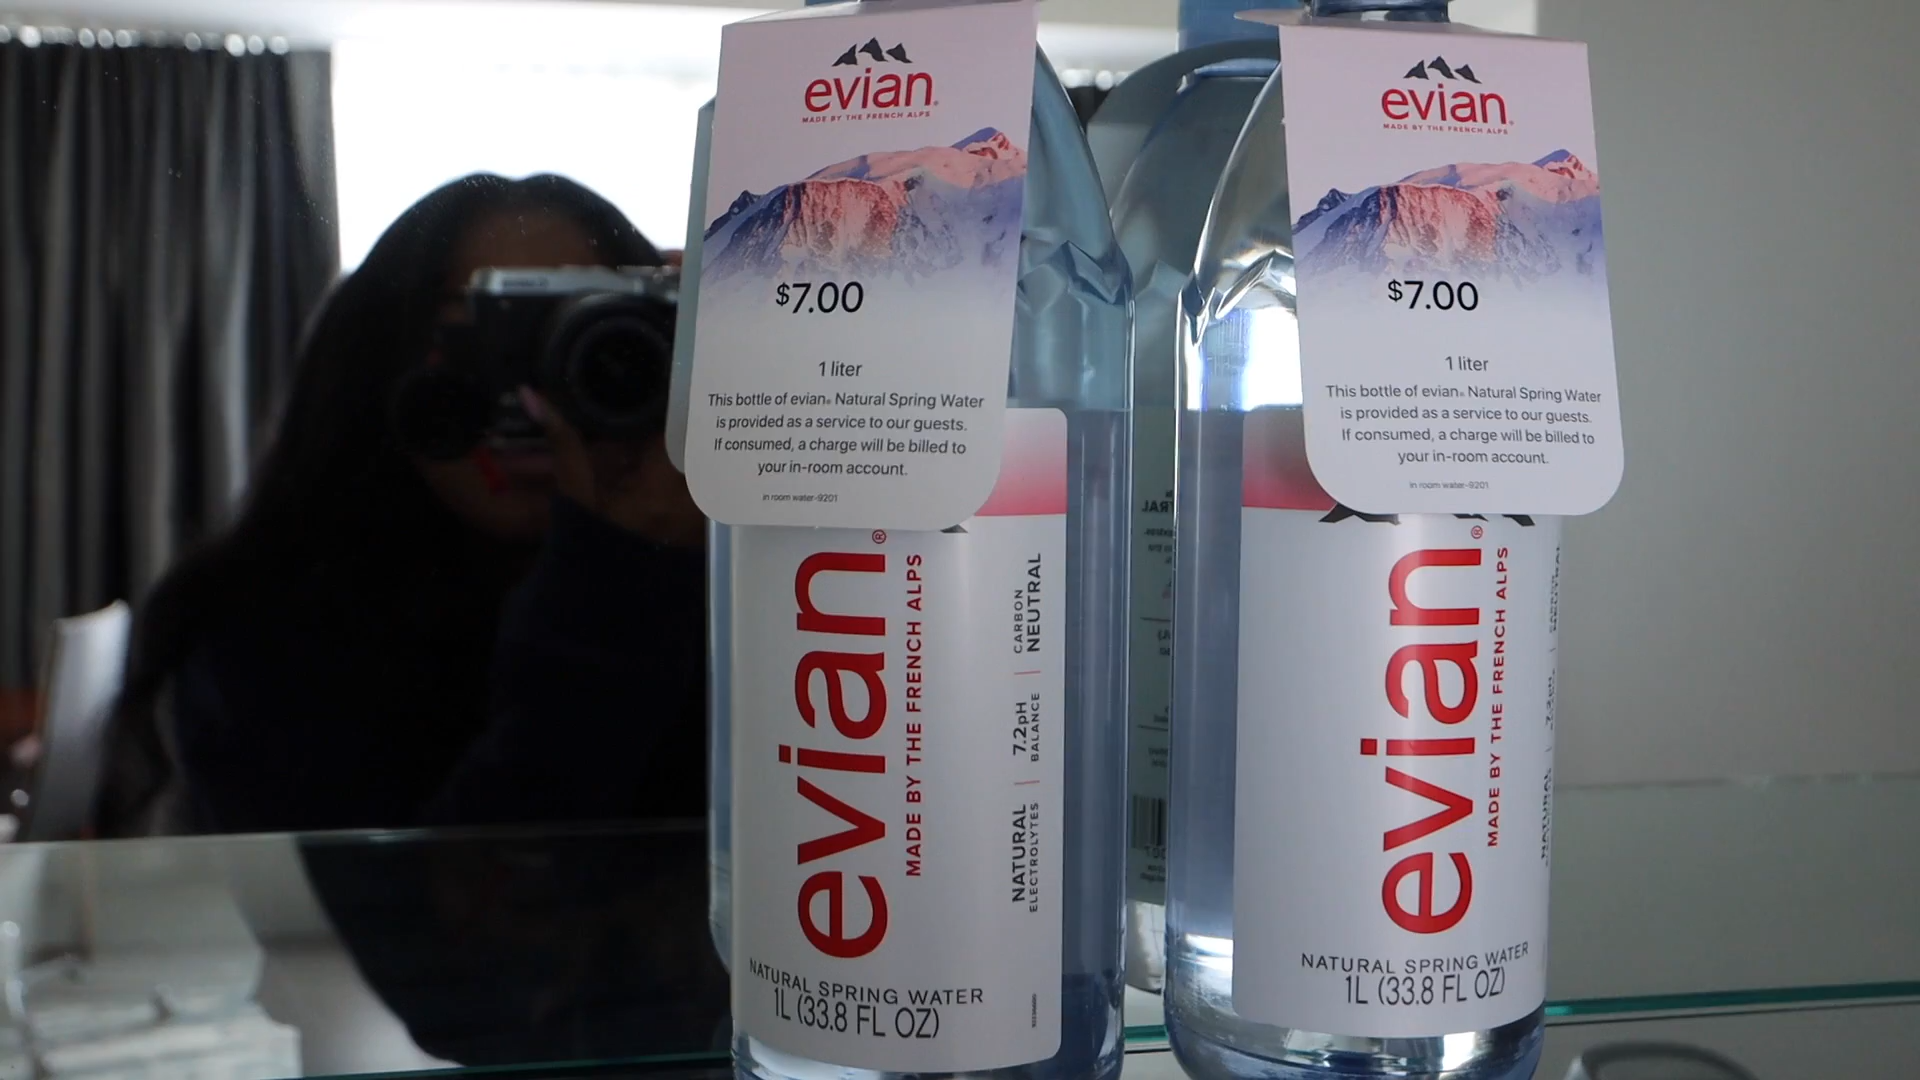 evian®
MADE BY THE FRENCH ALPS
$7.00
1 liter
This bottle of evian® Natural Spring Water
is provided as a service to our guests.
If consumed, a charge will be billed to
your in-room account.
in room water-9201
evian®
MADE BY THE FRENCH ALPS
NATURAL ELECTROLYTES | 7.2pH BALANCE | CARBON NEUTRAL
NATURAL SPRING WATER
1L (33.8 FL OZ)
evian®
MADE BY THE FRENCH ALPS
$7.00
1 liter
This bottle of evian® Natural Spring Water
is provided as a service to our guests.
If consumed, a charge will be billed to
your in-room account.
in room water-9201
evian®
MADE BY THE FRENCH ALPS
NATURAL SPRING WATER
1L (33.8 FL OZ)